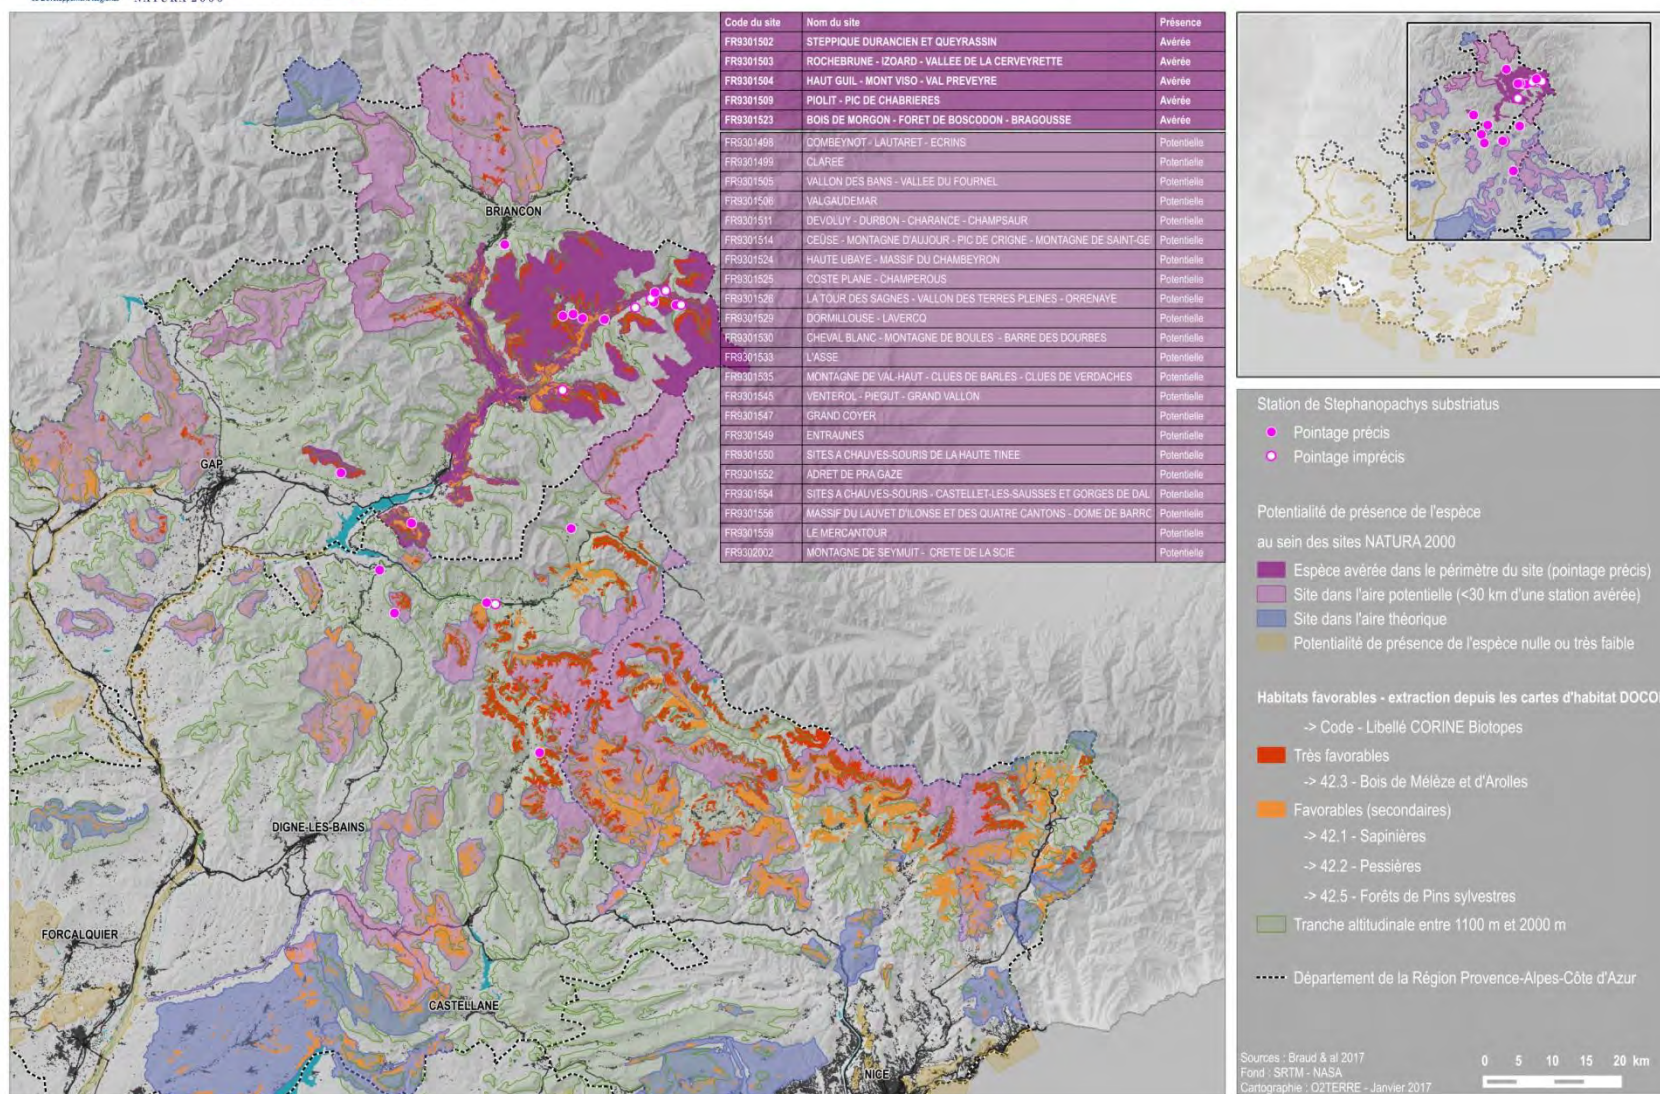 de Développement Régional NATURA 2000
Code du site Nom du site Présence
FR9301502 STEPPIQUE DURANCIEN ET QUEYRASSIN Avérée
FR9301503 ROCHEBRUNE - IZOARD - VALLEE DE LA CERVEYRETTE Avérée
FR9301504 HAUT GUIL - MONT VISO - VAL PREVEYRE Avérée
FR9301509 PIOLIT - PIC DE CHABRIERES Avérée
FR9301523 BOIS DE MORGON - FORET DE BOSCODON - BRAGOUSSE Avérée
FR9301498 COMBEYNOT - LAUTARET - ECRINS Potentielle
FR9301499 CLAREE Potentielle
FR9301505 VALLON DES BANS - VALLEE DU FOURNEL Potentielle
FR9301506 VALGAUDEMAR Potentielle
FR9301511 DEVOLUY - DURBON - CHARANCE - CHAMPSAUR Potentielle
FR9301514 CEÜSE - MONTAGNE D'AUJOUR - PIC DE CRIGNE - MONTAGNE DE SAINT-GE Potentielle
FR9301524 HAUTE UBAYE - MASSIF DU CHAMBEYRON Potentielle
FR9301525 COSTE PLANE - CHAMPEROUS Potentielle
FR9301526 LA TOUR DES SAGNES - VALLON DES TERRES PLEINES - ORRENAYE Potentielle
FR9301529 DORMILLOUSE - LAVERCQ Potentielle
FR9301530 CHEVAL BLANC - MONTAGNE DE BOULES - BARRE DES DOURBES Potentielle
FR9301533 L'ASSE Potentielle
FR9301535 MONTAGNE DE VAL-HAUT - CLUES DE BARLES - CLUES DE VERDACHES Potentielle
FR9301545 VENTEROL - PIEGUT - GRAND VALLON Potentielle
FR9301547 GRAND COYER Potentielle
FR9301549 ENTRAUNES Potentielle
FR9301550 SITES A CHAUVES-SOURIS DE LA HAUTE TINEE Potentielle
FR9301552 ADRET DE PRA GAZE Potentielle
FR9301554 SITES A CHAUVES-SOURIS - CASTELLET-LES-SAUSSES ET GORGES DE DAL Potentielle
FR9301556 MASSIF DU LAUVET D'ILONSE ET DES QUATRE CANTONS - DOME DE BARRC Potentielle
FR9301559 LE MERCANTOUR Potentielle
FR9302002 MONTAGNE DE SEYMUIT - CRETE DE LA SCIE Potentielle
BRIANCON
GAP
DIGNE-LES-BAINS
FORCALQUIER
CASTELLANE
NICE
Station de Stephanopachys substriatus
Pointage précis
Pointage imprécis
Potentialité de présence de l'espèce
au sein des sites NATURA 2000
Espèce avérée dans le périmètre du site (pointage précis)
Site dans l'aire potentielle (<30 km d'une station avérée)
Site dans l'aire théorique
Potentialité de présence de l'espèce nulle ou très faible
Habitats favorables - extraction depuis les cartes d'habitat DOCO
-> Code - Libellé CORINE Biotopes
Très favorables
-> 42.3 - Bois de Mélèze et d'Arolles
Favorables (secondaires)
-> 42.1 - Sapinières
-> 42.2 - Pessières
-> 42.5 - Forêts de Pins sylvestres
Tranche altitudinale entre 1100 m et 2000 m
Département de la Région Provence-Alpes-Côte d'Azur
Sources : Braud & al 2017
Fond : SRTM - NASA
Cartographie : O2TERRE - Janvier 2017
0 5 10 15 20 km